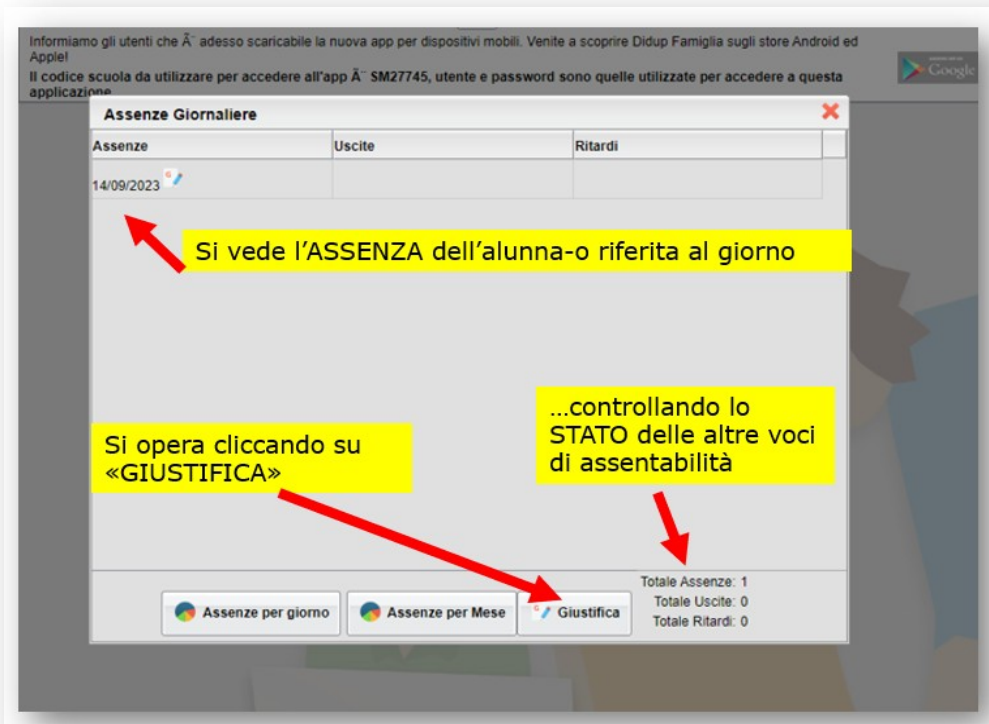 Informiamo gli utenti che Ã¨ adesso scaricabile la nuova app per dispositivi mobili. Venite a scoprire Didup Famiglia sugli store Android ed
Apple!
Il codice scuola da utilizzare per accedere all'app Ã¨ SM27745, utente e password sono quelle utilizzate per accedere a questa
applicazione
Google
Assenze Giornaliere
Assenze Uscite Ritardi
14/09/2023
Si vede l'ASSENZA dell'alunna-o riferita al giorno
...controllando lo
STATO delle altre voci
di assentabilità
Si opera cliccando su
«GIUSTIFICA»
Totale Assenze: 1
Totale Uscite: 0
Totale Ritardi: 0
Assenze per giorno Assenze per Mese Giustifica